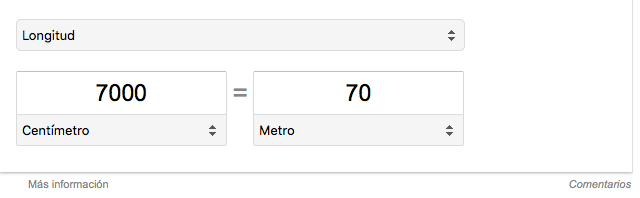 Longitud
7000 = 70
Centímetro Metro
Más información Comentarios